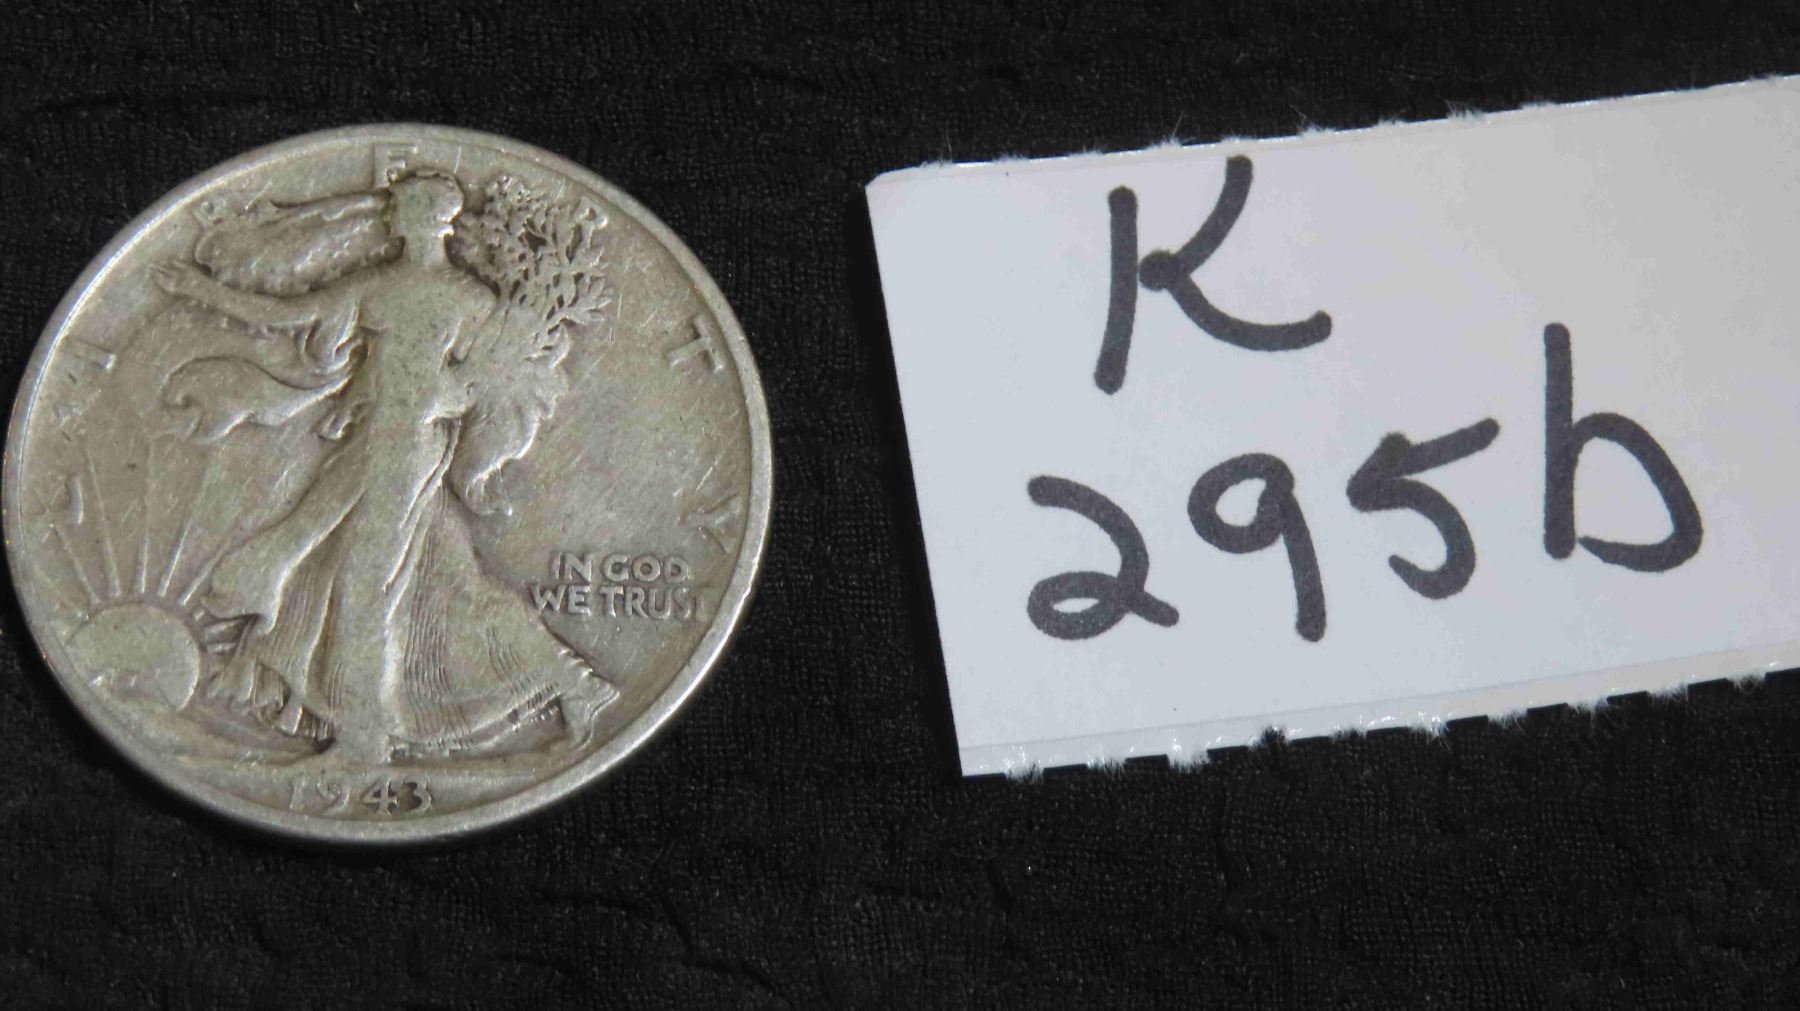 LIBERTY
IN GOD
WE TRUST
1943
K
295b